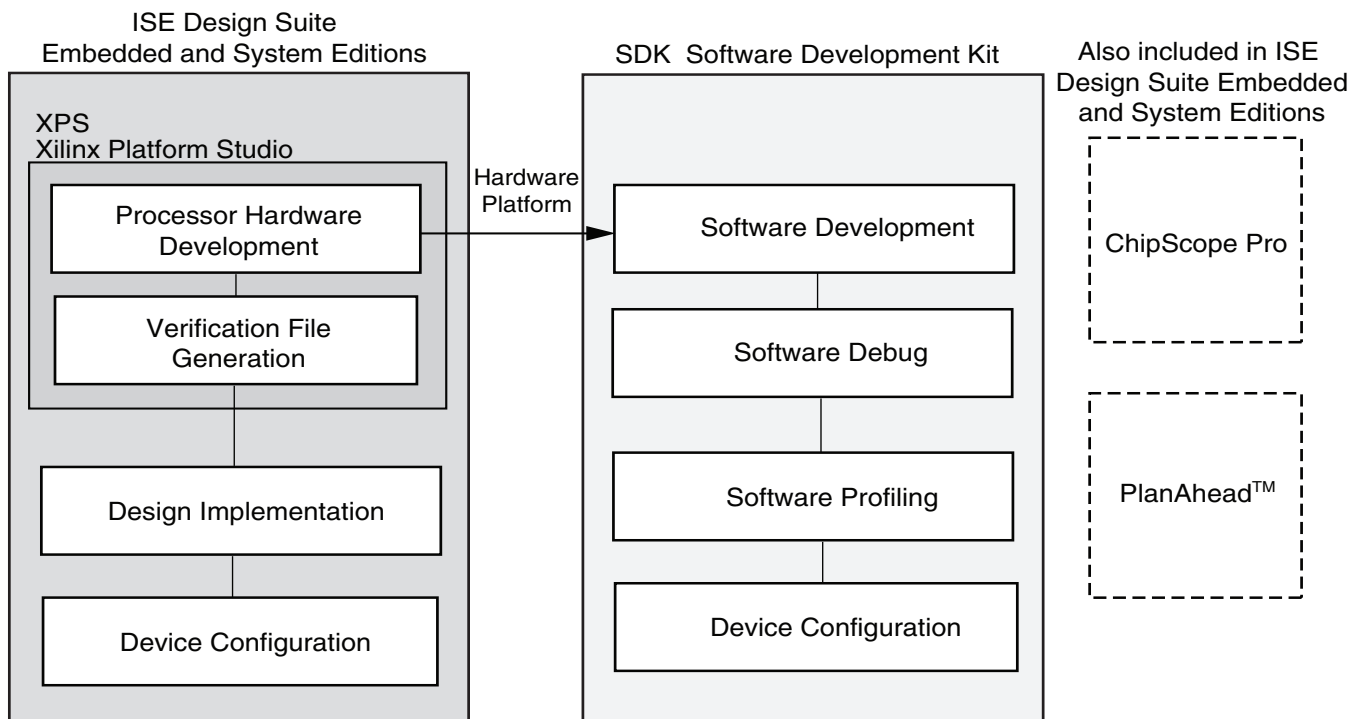 ISE Design Suite
Embedded and System Editions
XPS
Xilinx Platform Studio
Processor Hardware
Development
Verification File
Generation
Design Implementation
Device Configuration
Hardware
Platform
SDK Software Development Kit
Software Development
Software Debug
Software Profiling
Device Configuration
Also included in ISE
Design Suite Embedded
and System Editions
ChipScope Pro
PlanAhead™